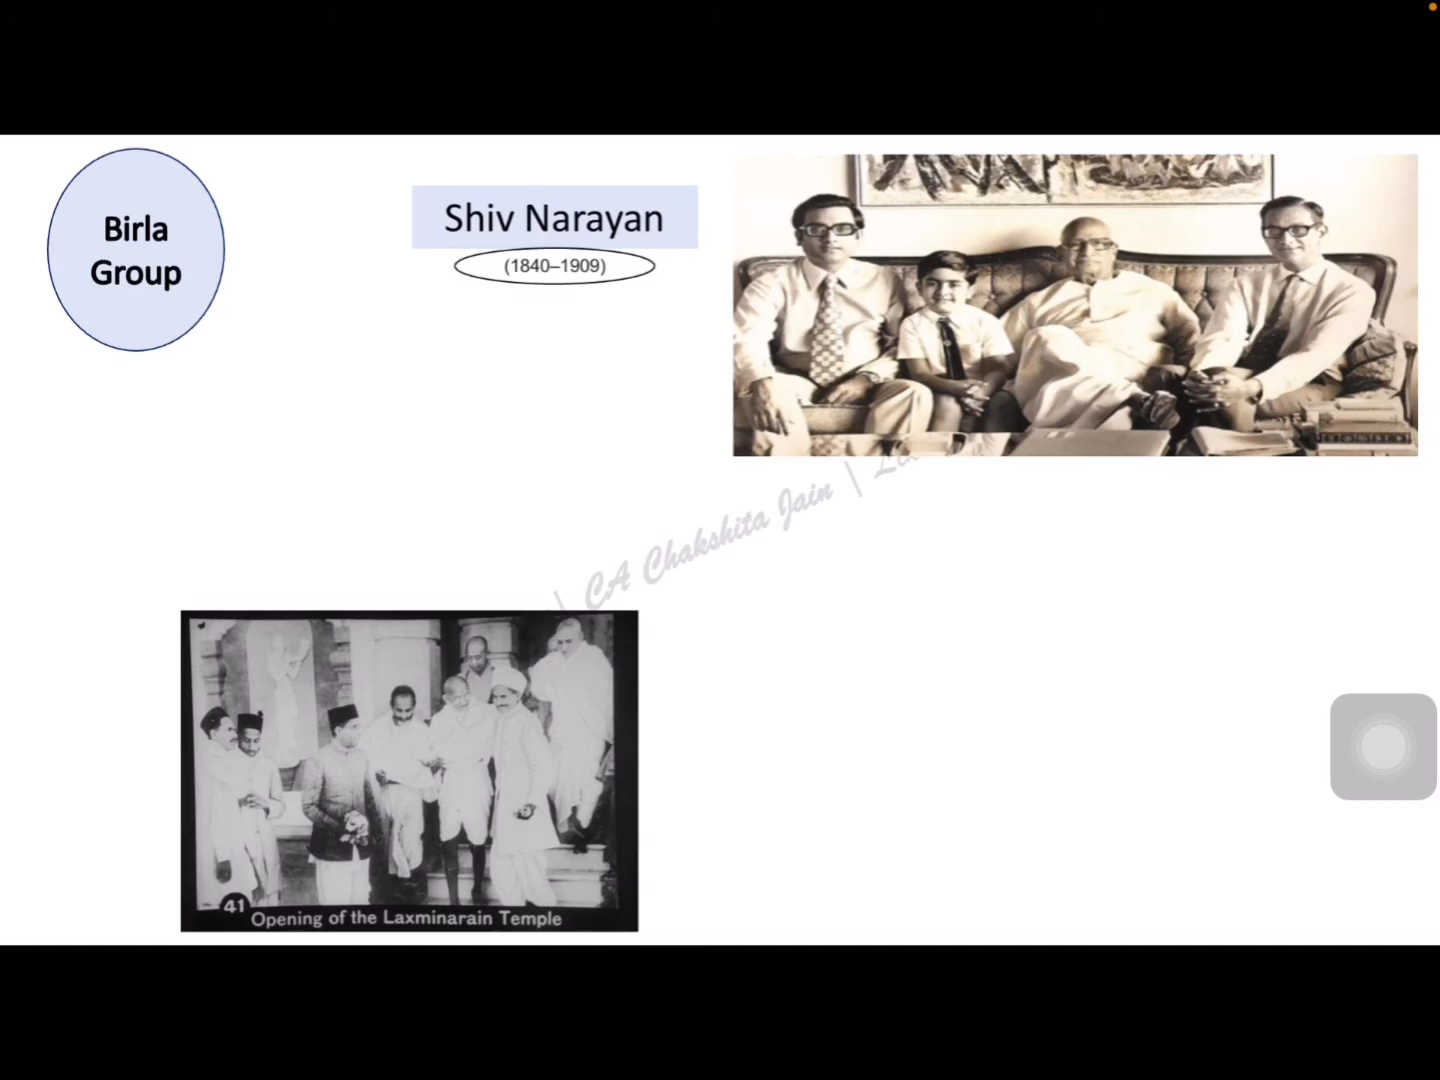 Birla
Group
Shiv Narayan
(1840–1909)
| CA Chakshita Jain |
41
Opening of the Laxminarain Temple